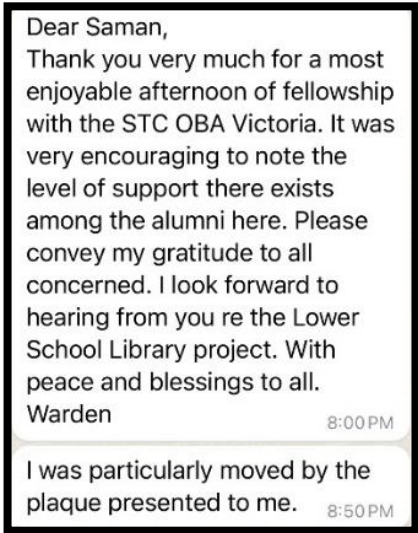 Dear Saman,
Thank you very much for a most
enjoyable afternoon of fellowship
with the STC OBA Victoria. It was
very encouraging to note the
level of support there exists
among the alumni here. Please
convey my gratitude to all
concerned. I look forward to
hearing from you re the Lower
School Library project. With
peace and blessings to all.
Warden
8:00 PM
I was particularly moved by the
plaque presented to me.
8:50 PM